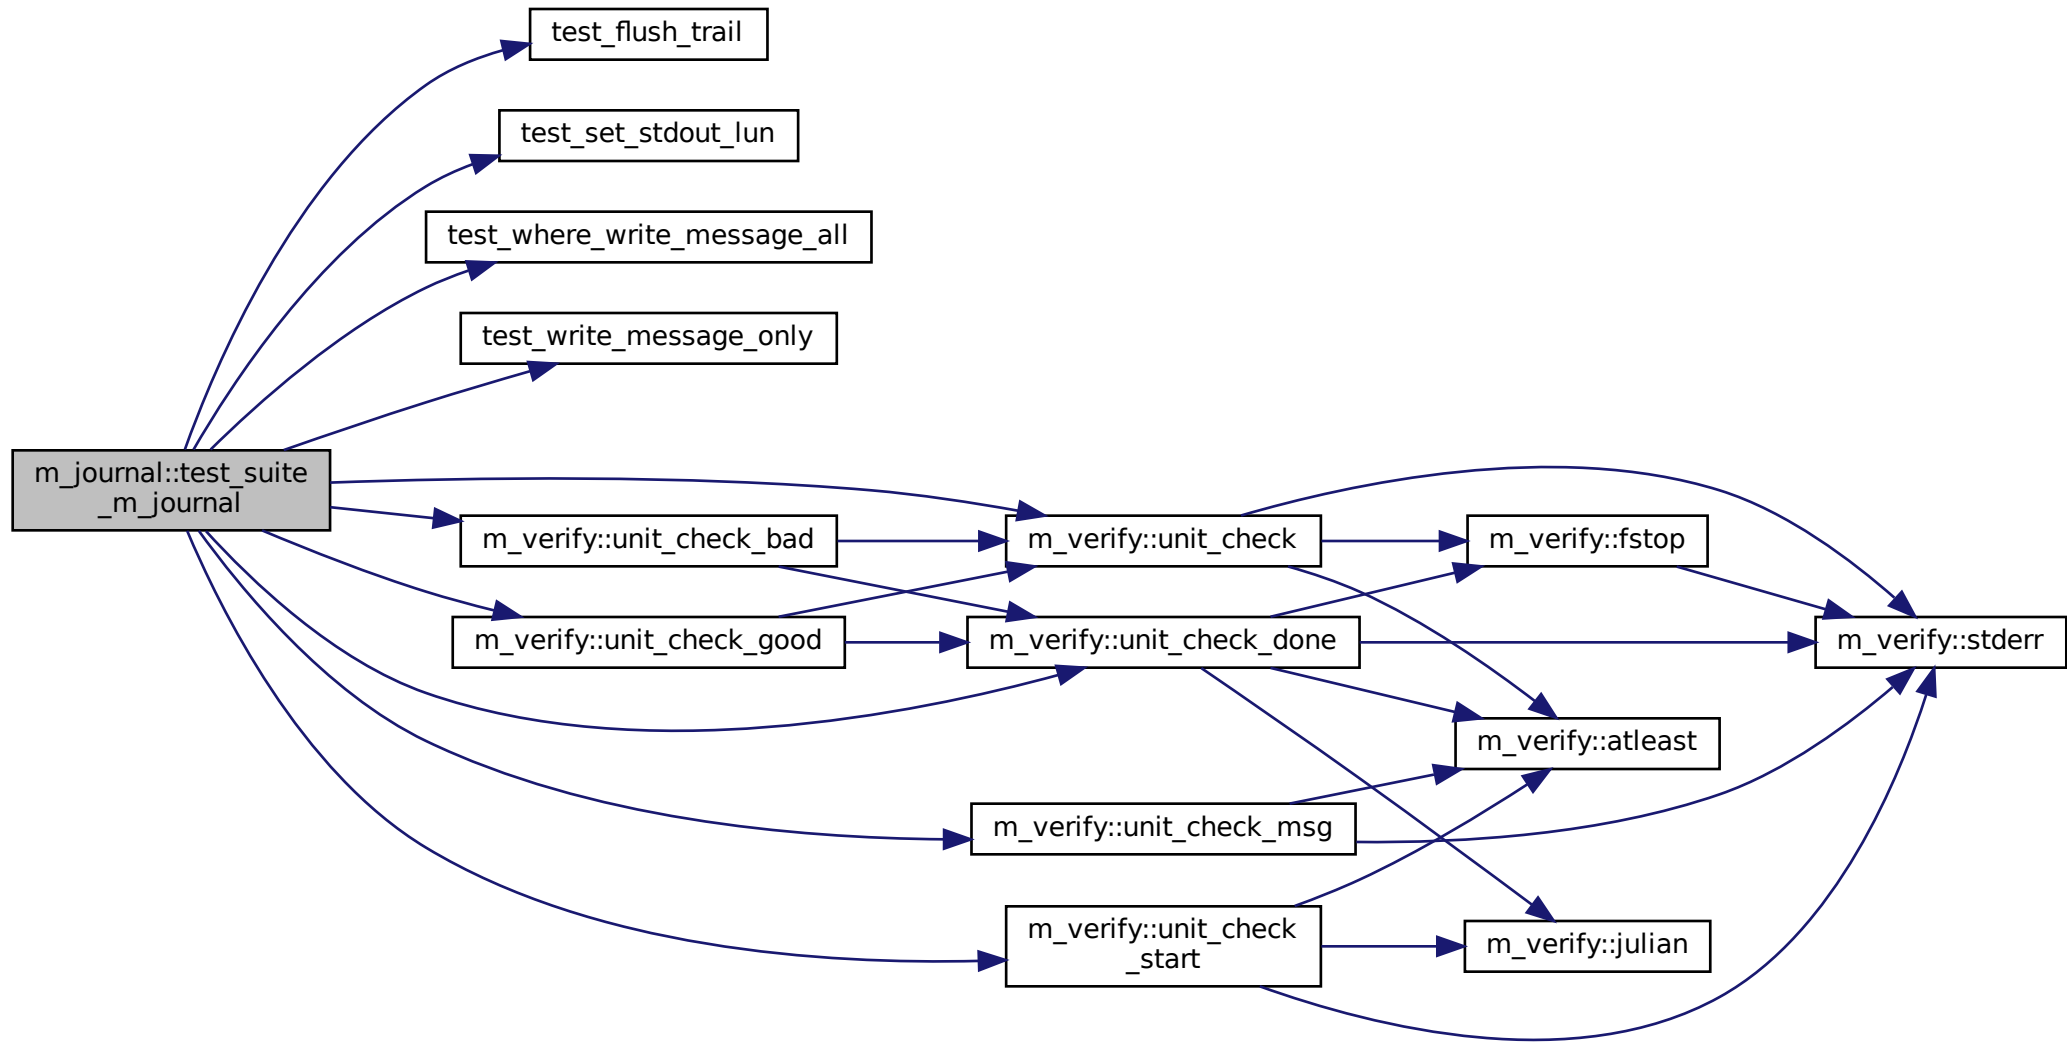 test_flush_trail
test_set_stdout_lun
test_where_write_message_all
test_write_message_only
m_journal::test_suite
_m_journal
m_verify::unit_check_bad
m_verify::unit_check_good
m_verify::unit_check
m_verify::unit_check_done
m_verify::unit_check_msg
m_verify::unit_check
_start
m_verify::fstop
m_verify::atleast
m_verify::julian
m_verify::stderr